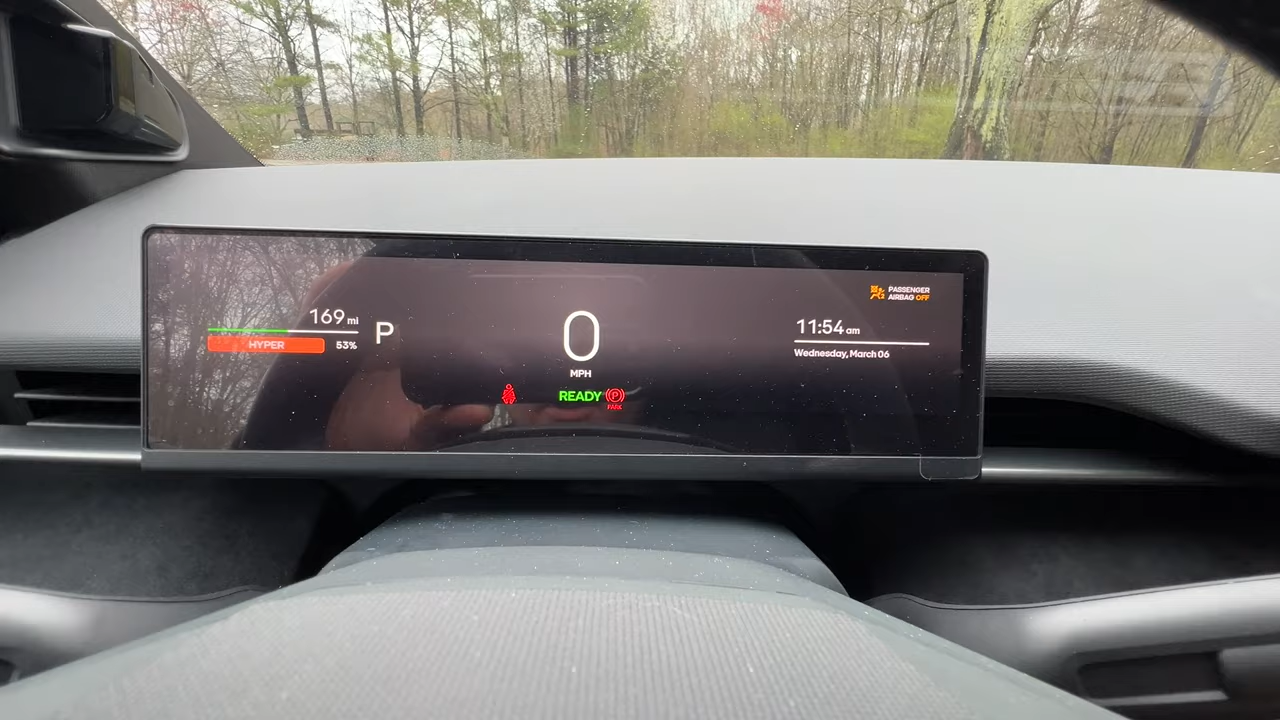 PASSENGER
AIRBAG OFF
169 mi
HYPER 53%
P
0
MPH
11:54 am
Wednesday, March 06
READY P
PARK